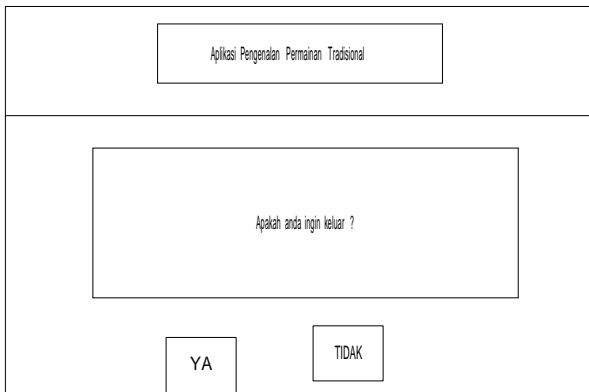 Aplikasi Pengenalan Permainan Tradisional
Apakah anda ingin keluar ?
YA
TIDAK